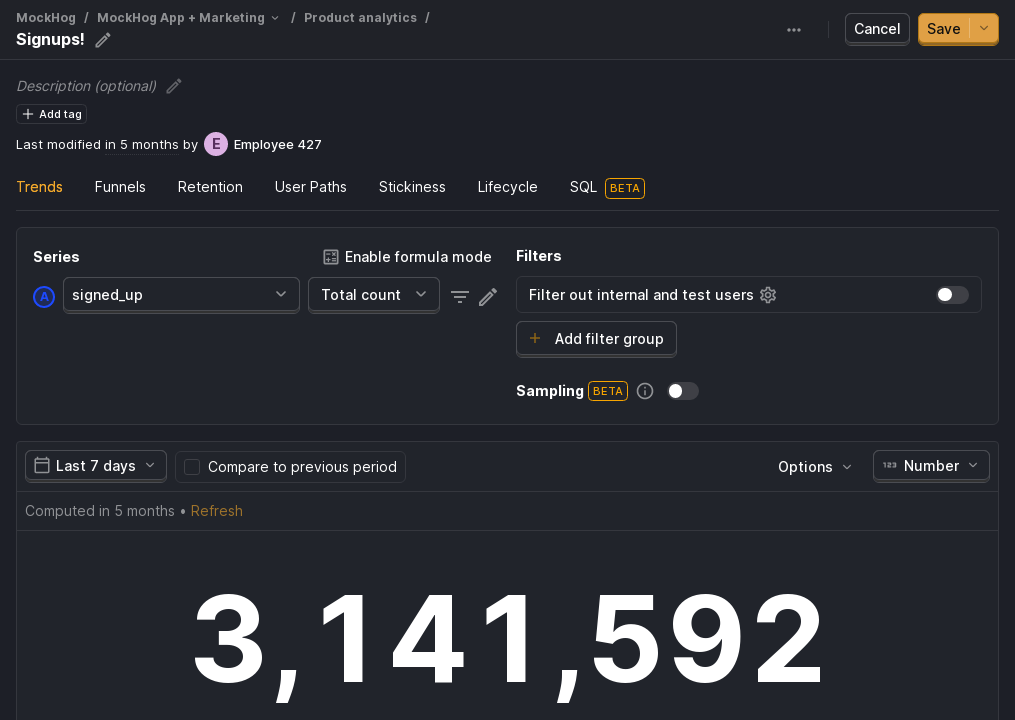 MockHog / MockHog App + Marketing / Product analytics /
Signups!
Cancel
Save
Description (optional)
Add tag
Last modified in 5 months by E Employee 427
Trends Funnels Retention User Paths Stickiness Lifecycle SQL BETA
Series
Enable formula mode
A signed_up Total count
Filters
Filter out internal and test users
+ Add filter group
Sampling BETA
Last 7 days Compare to previous period Options 123 Number
Computed in 5 months • Refresh
3,141,592